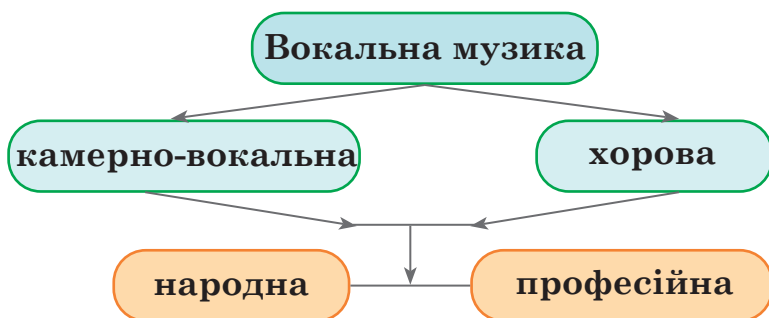 Вокальна музика
камерно-вокальна
хорова
народна
професійна